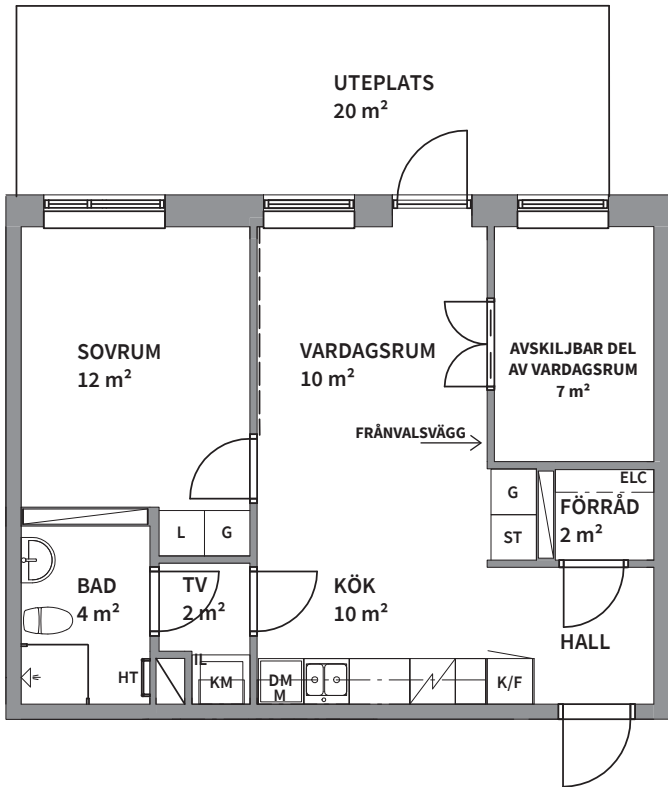 UTEPLATS
20 m²
SOVRUM
12 m²
VARDAGSRUM
10 m²
AVSKILJBAR DEL
AV VARDAGSRUM
7 m²
FRÅNVALSVÄGG
L
G
G
ST
ELC
FÖRRÅD
2 m²
BAD
4 m²
TV
2 m²
KÖK
10 m²
HALL
HT
KM
DM
M
K/F